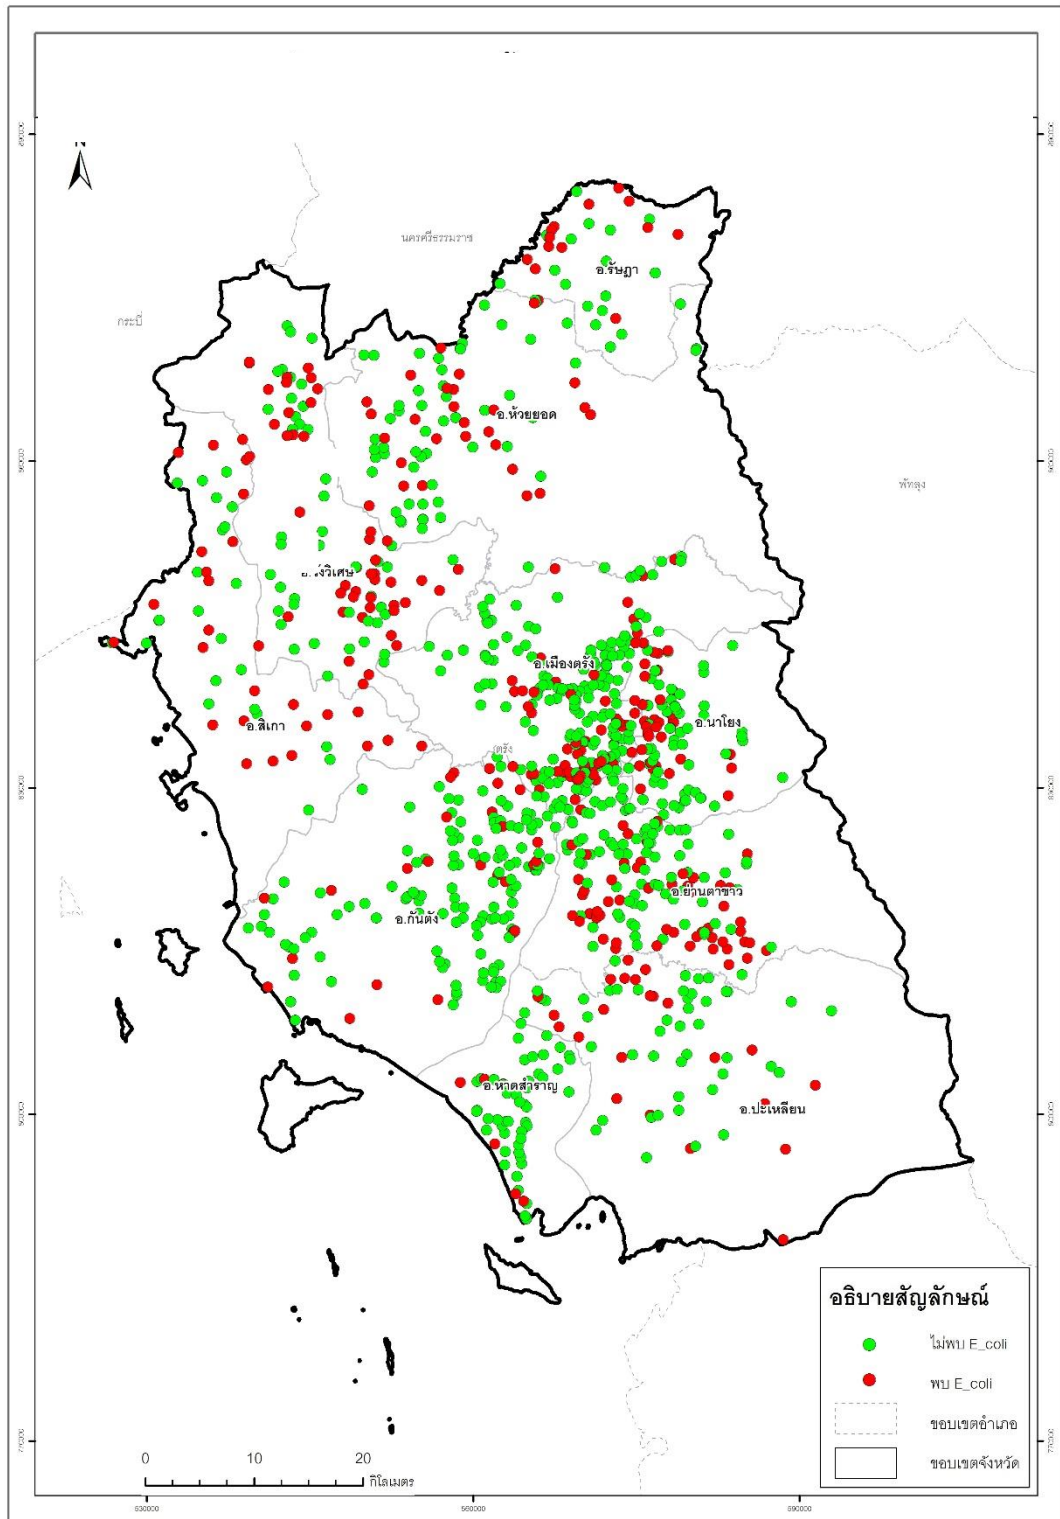 N
นครศรีธรรมราช
กระบี่
อ.รัษฎา
อ.ห้วยยอด
พัทลุง
อ.เมืองตรัง
อ.นาโยง
อ.สิเกา
ตรัง
อ.ย่านตาขาว
อ.กันตัง
อ.หาดสำราญ
อ.ปะเหลียน
อธิบายสัญลักษณ์
ไม่พบ E_coli
พบ E_coli
ขอบเขตอำเภอ
ขอบเขตจังหวัด
0 10 20
กิโลเมตร
530000 560000 590000